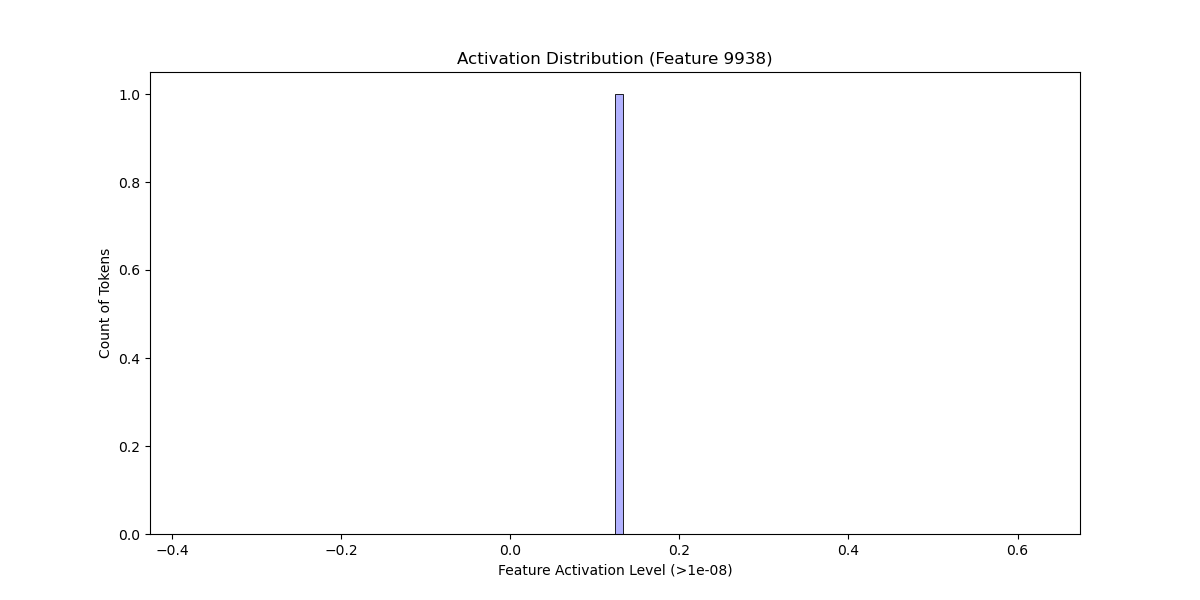 Activation Distribution (Feature 9938)
1.0
0.8
0.6
0.4
0.2
0.0
Count of Tokens
−0.4 −0.2 0.0 0.2 0.4 0.6
Feature Activation Level (>1e-08)